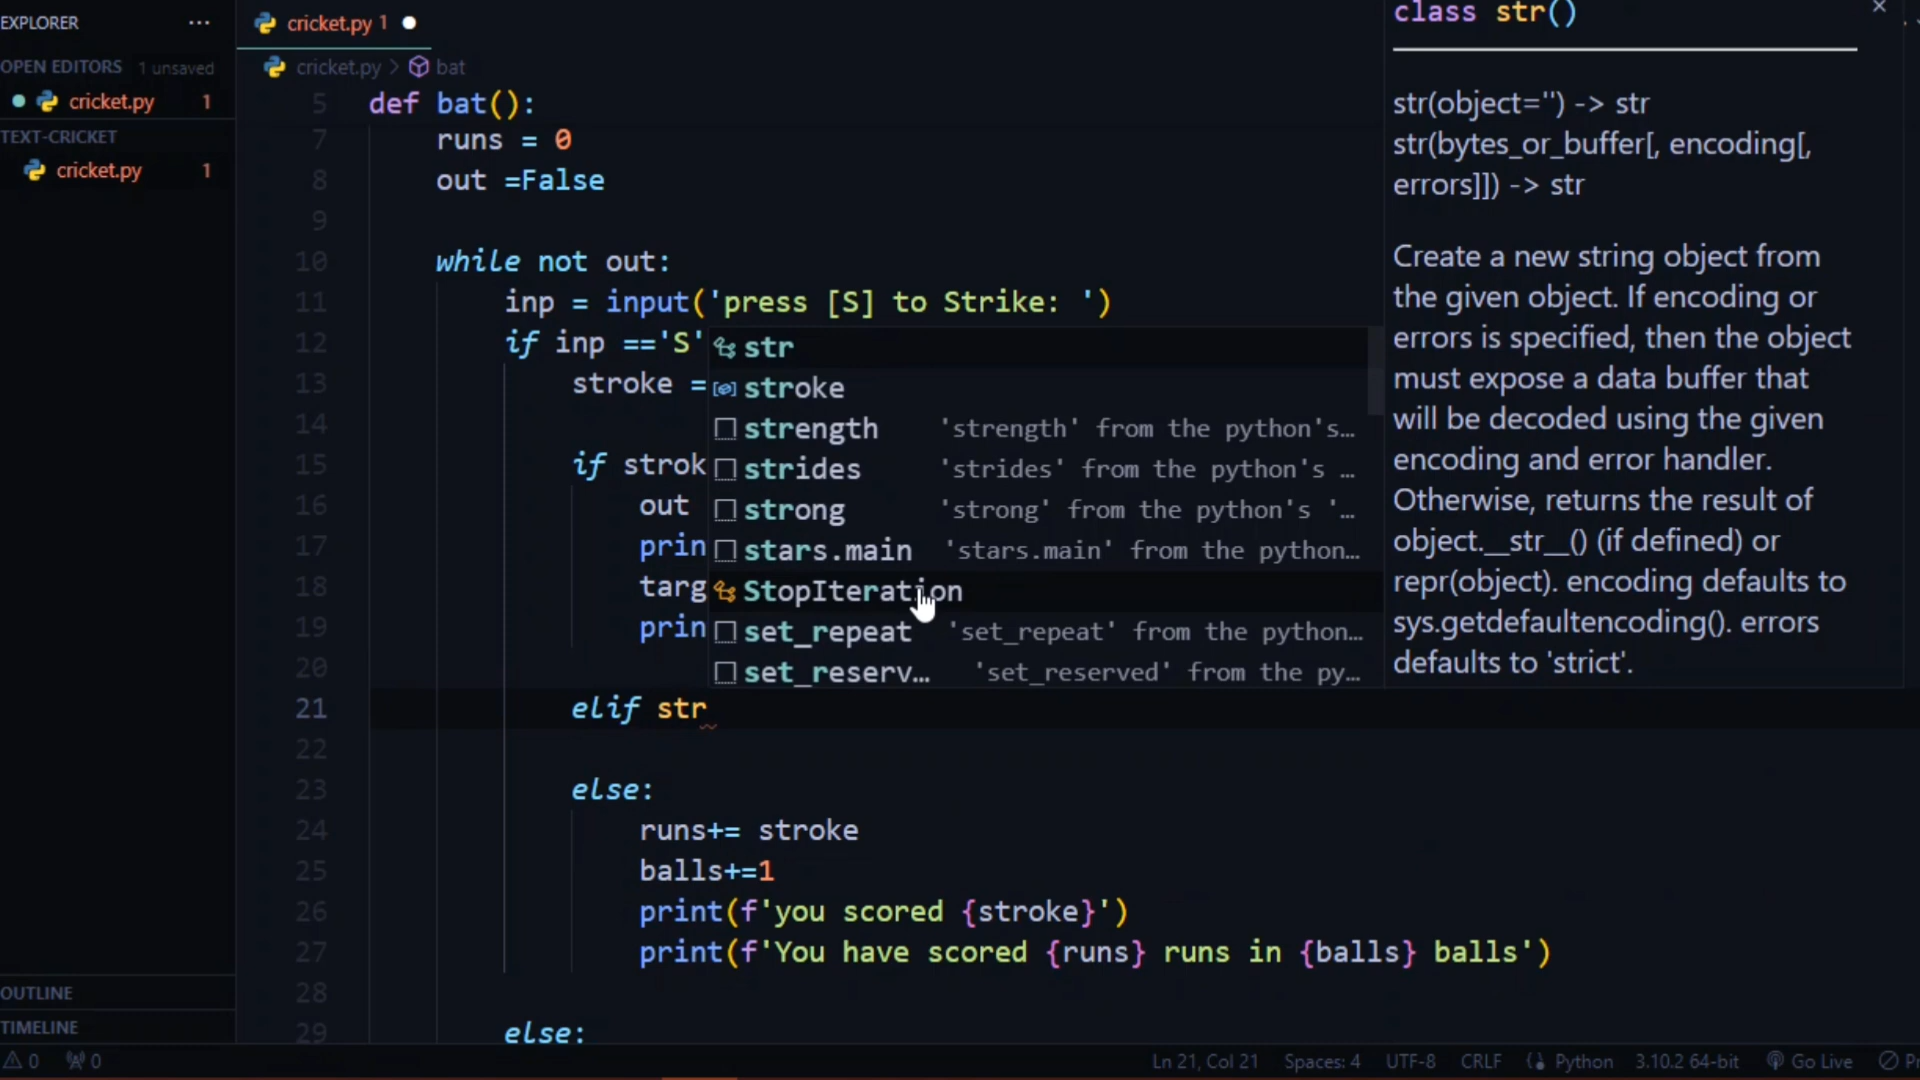 EXPLORER ...
OPEN EDITORS 1 unsaved
cricket.py 1
TEXT-CRICKET
cricket.py 1
OUTLINE
TIMELINE
cricket.py 1
cricket.py > bat
5 def bat():
7 runs = 0
8 out =False
9
10 while not out:
11 inp = input('press [S] to Strike: ')
12 if inp =='S'
13 stroke =
14
15 if strok
16 out
17 prin
18 targ
19 prin
20
21 elif str
22
23 else:
24 runs+= stroke
25 balls+=1
26 print(f'you scored {stroke}')
27 print(f'You have scored {runs} runs in {balls} balls')
28
29 else:
str
stroke
strength 'strength' from the python's…
strides 'strides' from the python's …
strong 'strong' from the python's '…
stars.main 'stars.main' from the python…
StopIteration
set_repeat 'set_repeat' from the python…
set_reserv… 'set_reserved' from the py…
class str()
str(object='') -> str
str(bytes_or_buffer[, encoding[,
errors]]) -> str
Create a new string object from
the given object. If encoding or
errors is specified, then the object
must expose a data buffer that
will be decoded using the given
encoding and error handler.
Otherwise, returns the result of
object.__str__() (if defined) or
repr(object). encoding defaults to
sys.getdefaultencoding(). errors
defaults to 'strict'.
0 0 Ln 21, Col 21 Spaces: 4 UTF-8 CRLF Python 3.10.2 64-bit Go Live